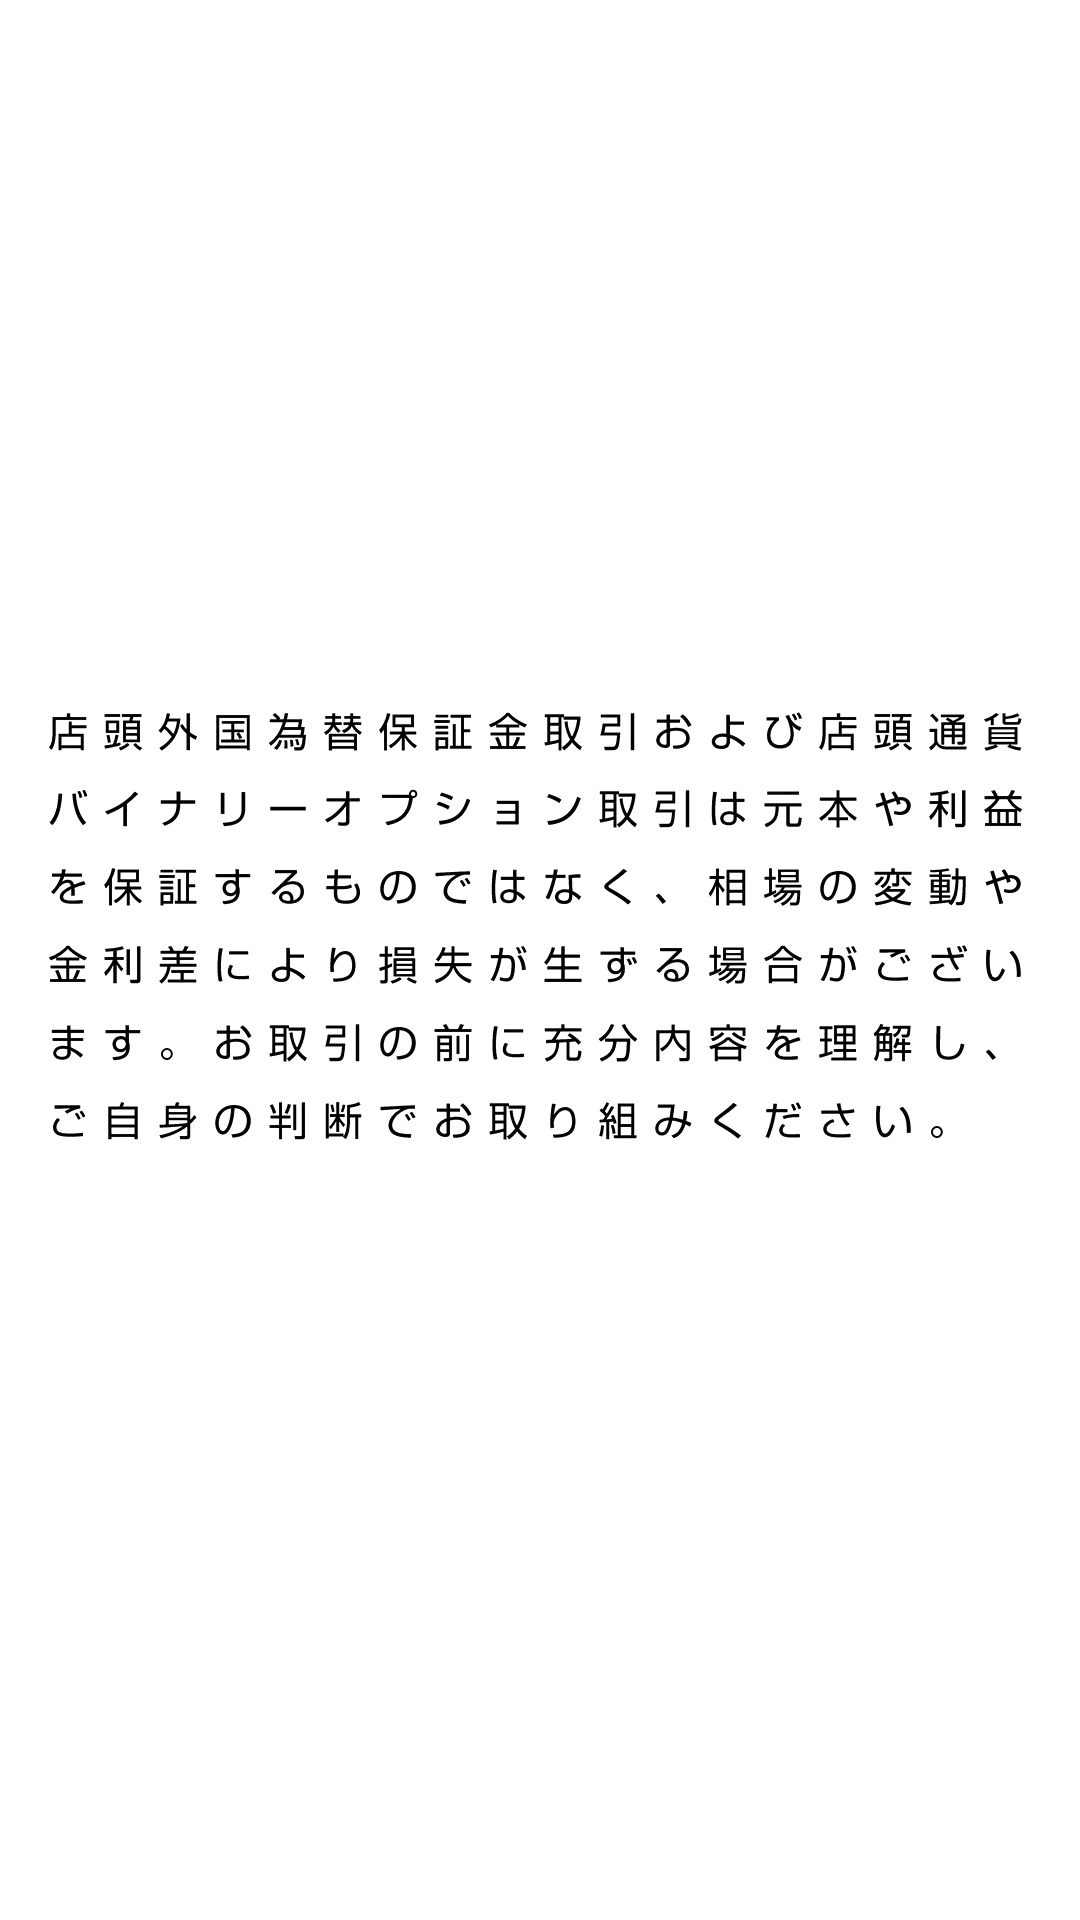 店頭外国為替保証金取引および店頭通貨
バイナリーオプション取引は元本や利益
を保証するものではなく、相場の変動や
金利差により損失が生ずる場合がござい
ます。お取引の前に充分内容を理解し、
ご自身の判断でお取り組みください。